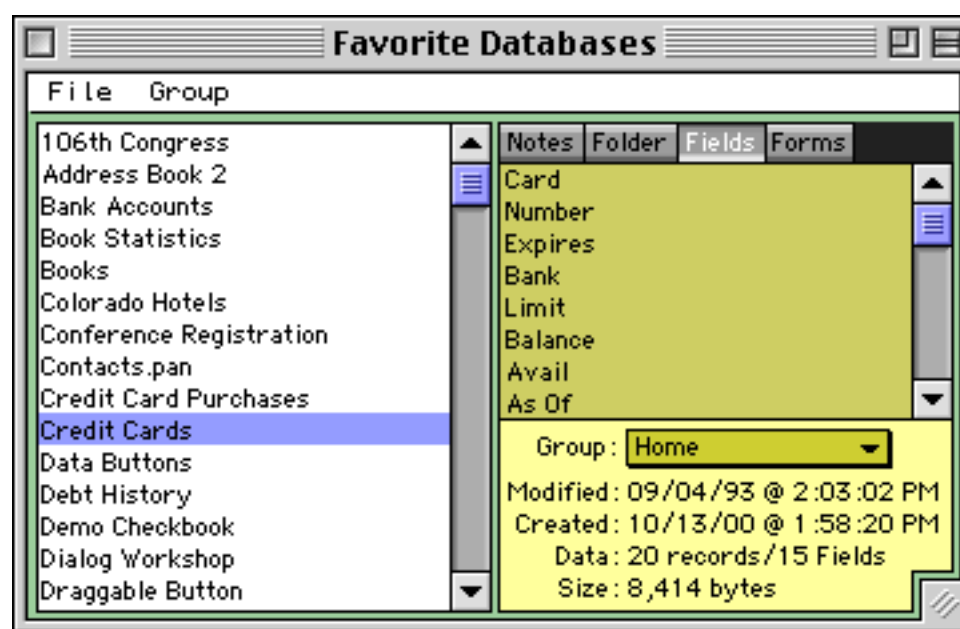 Favorite Databases
File Group
106th Congress
Address Book 2
Bank Accounts
Book Statistics
Books
Colorado Hotels
Conference Registration
Contacts.pan
Credit Card Purchases
Credit Cards
Data Buttons
Debt History
Demo Checkbook
Dialog Workshop
Draggable Button
Notes Folder Fields Forms
Card
Number
Expires
Bank
Limit
Balance
Avail
As Of
Group: Home
Modified: 09/04/93 @ 2:03:02 PM
Created: 10/13/00 @ 1:58:20 PM
Data: 20 records/15 Fields
Size: 8,414 bytes